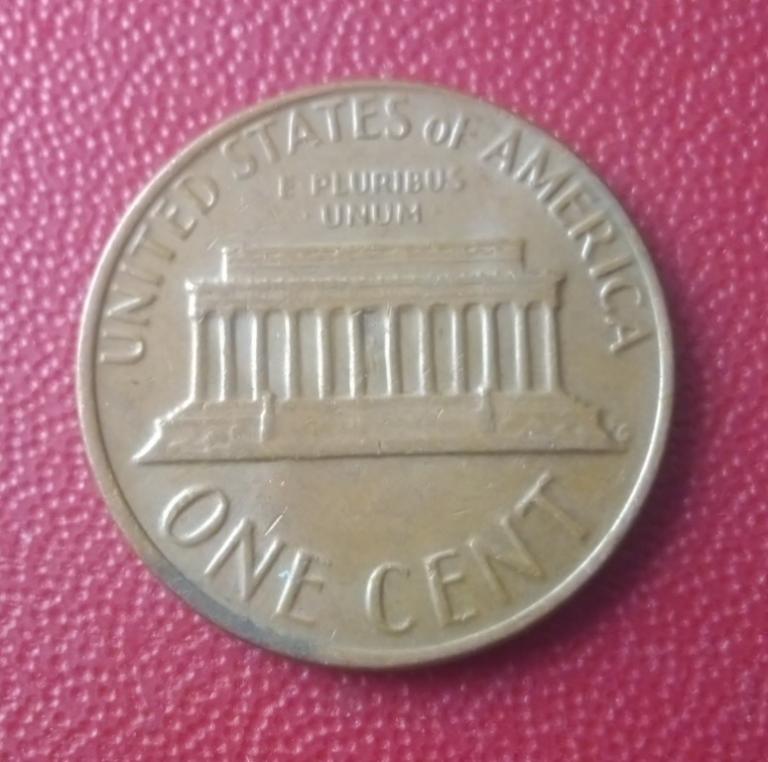 UNITED STATES oF AMERICA
E PLURIBUS
UNUM
ONE CENT